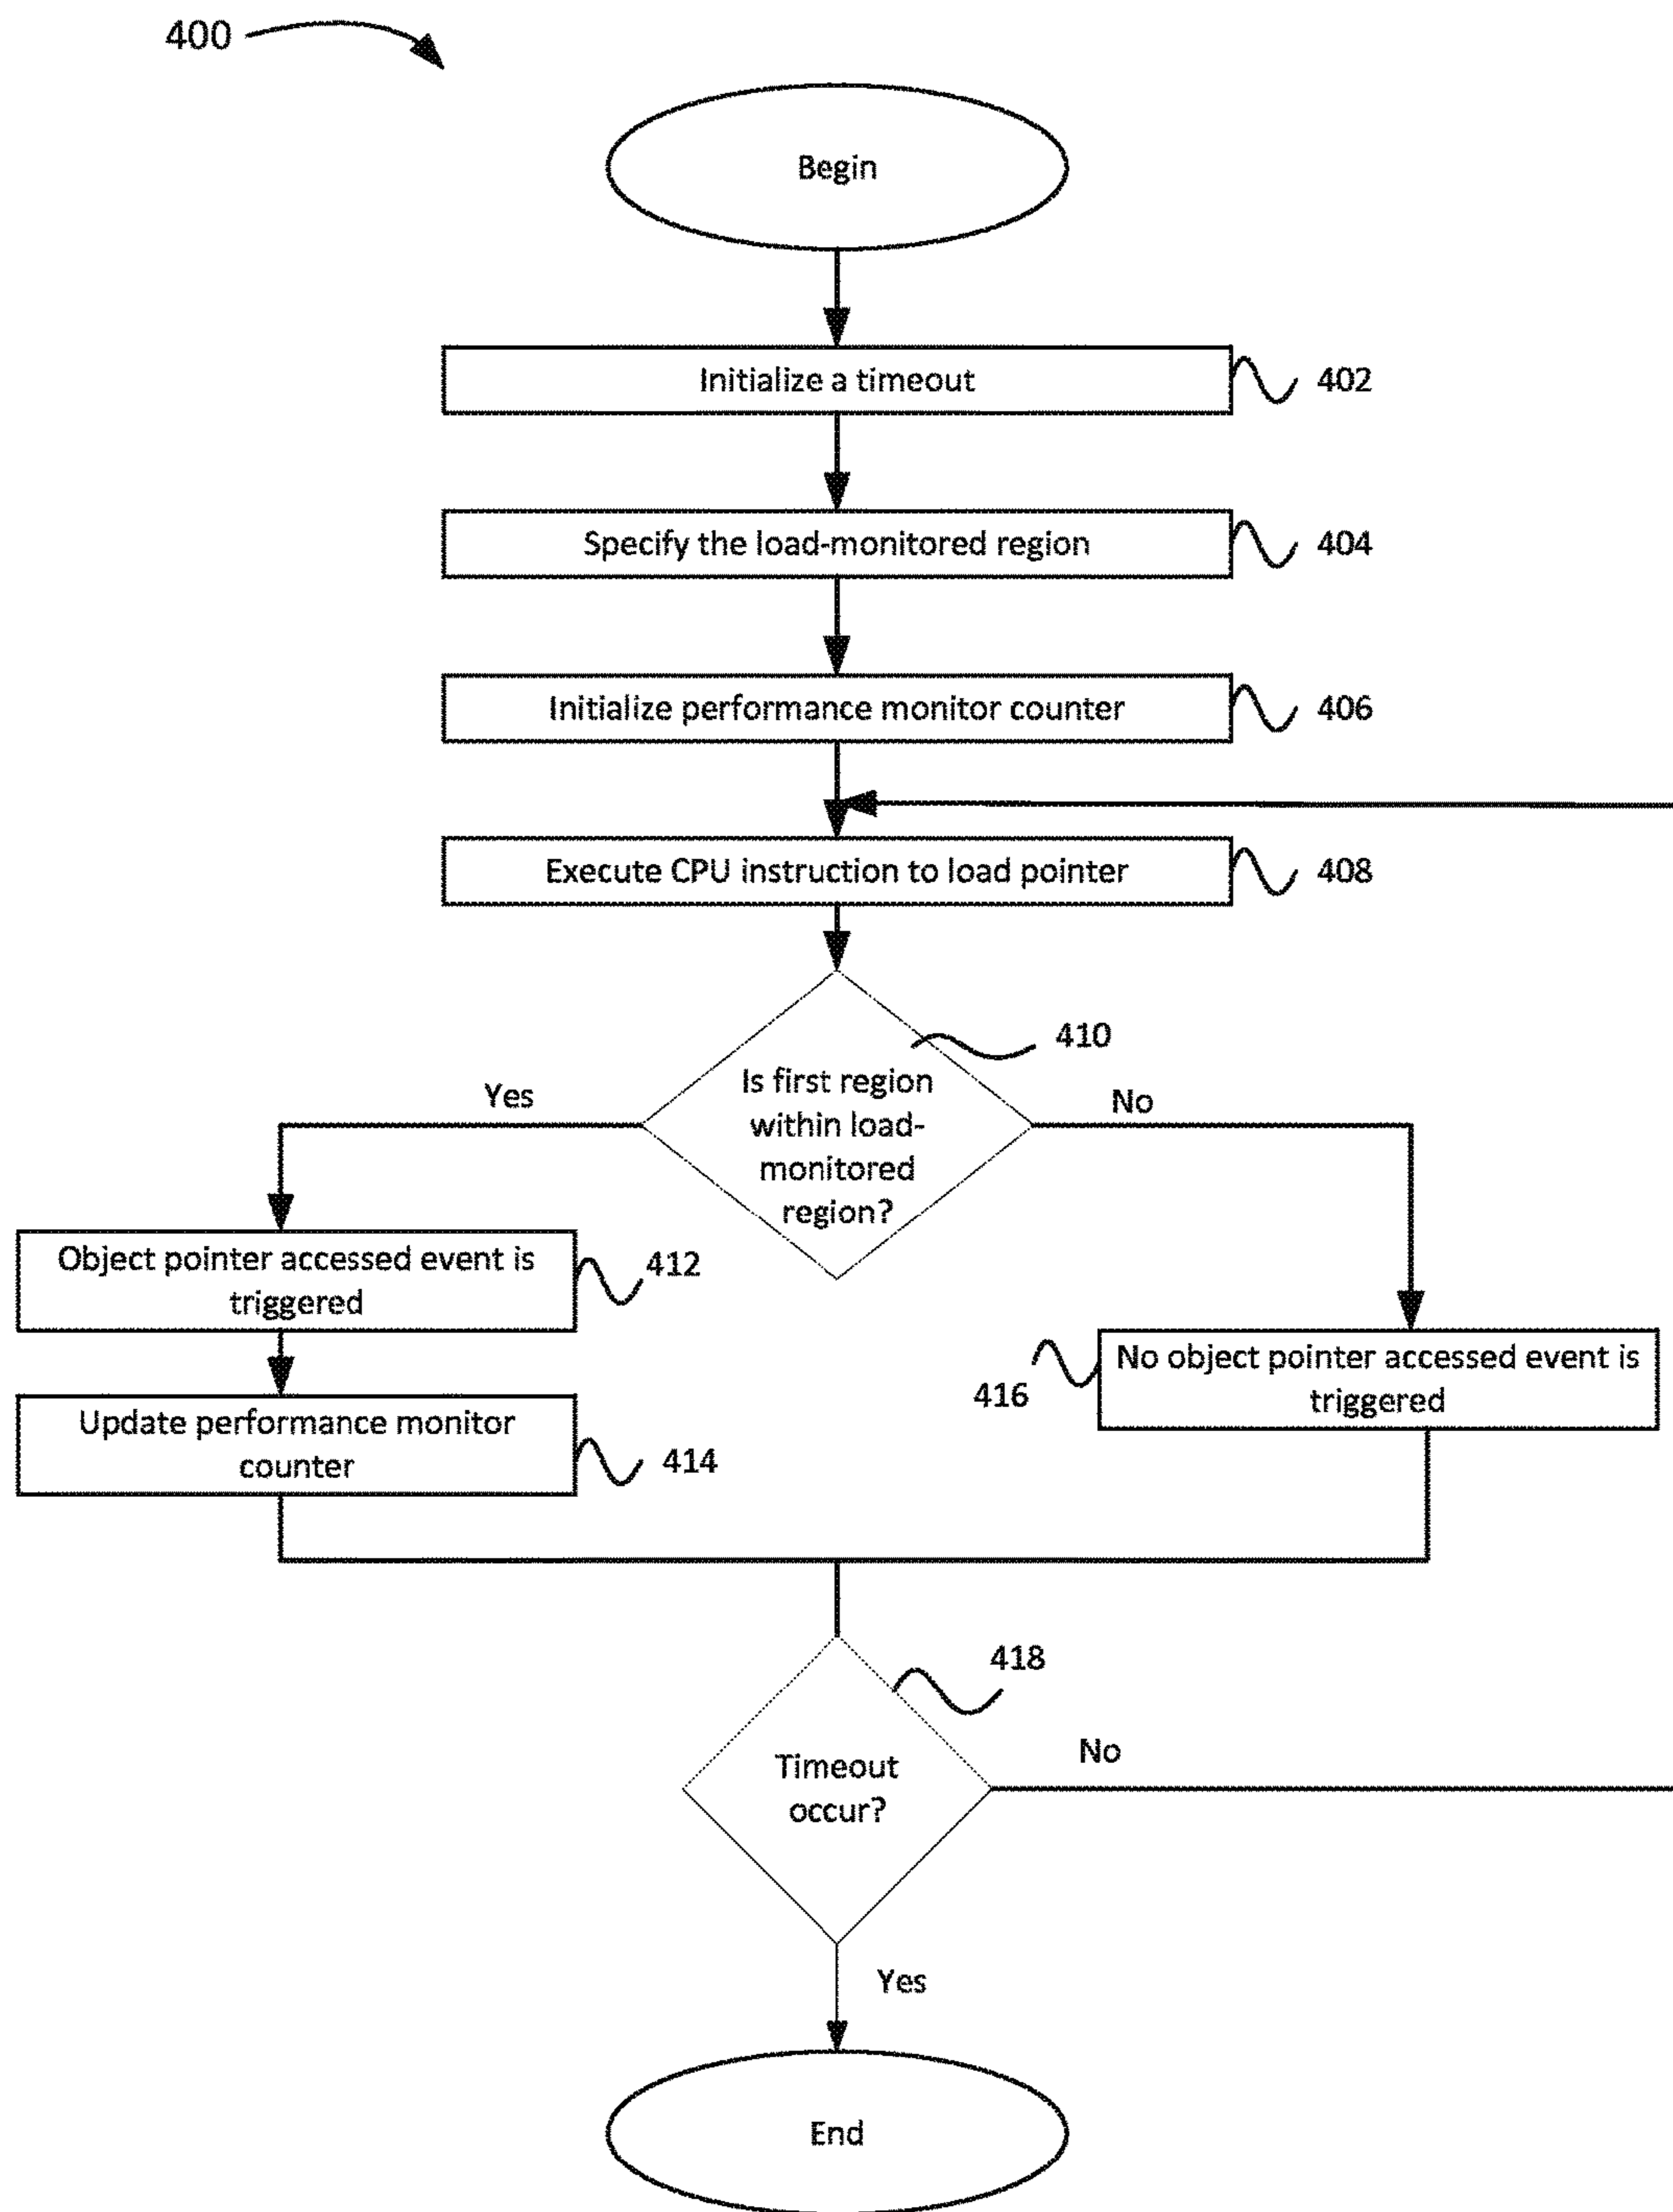 400
Begin
Initialize a timeout
402
Specify the load-monitored region
404
Initialize performance monitor counter
406
Execute CPU instruction to load pointer
408
410
Is first region
within load-
monitored
region?
Yes
No
Object pointer accessed event is
triggered
412
Update performance monitor
counter
414
No object pointer accessed event is
triggered
416
418
Timeout
occur?
No
Yes
End